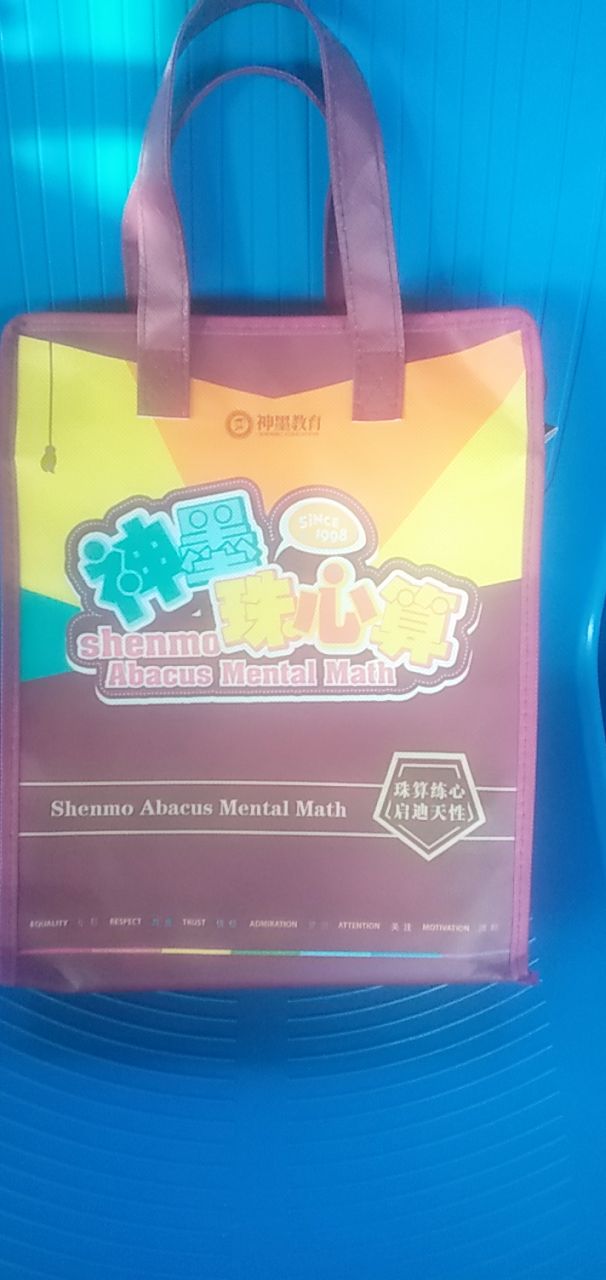 神墨教育
神墨
SINCE
1998
珠心算
shenmo
Abacus Mental Math
Shenmo Abacus Mental Math
珠算练心
启迪天性
EQUALITY RESPECT TRUST ADMIRATION ATTENTION 关注 MOTIVATION